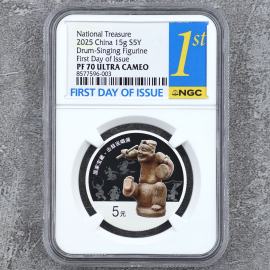 National Treasure
2025 China 15g S5Y
Drum-Singing Figurine
First Day of Issue
PF 70 ULTRA CAMEO
8577596-003
1st
NGC
FIRST DAY OF ISSUE
5元